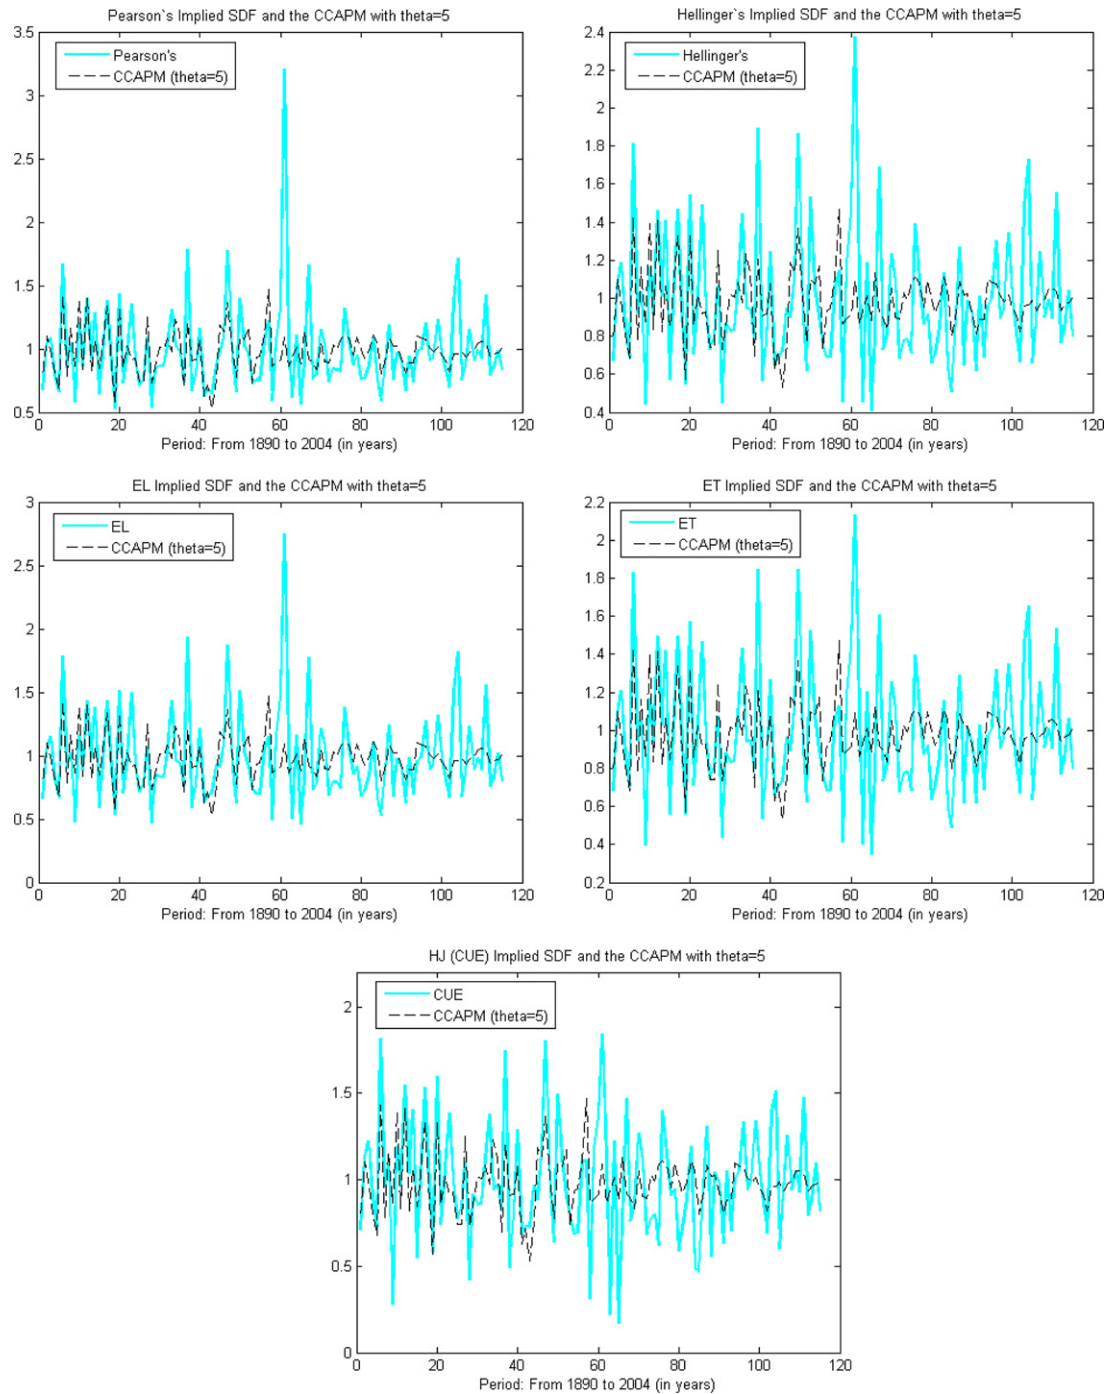 Pearson`s Implied SDF and the CCAPM with theta=5
3.5
3
2.5
2
1.5
1
0.5
Pearson's
CCAPM (theta=5)
0 20 40 60 80 100 120
Period: From 1890 to 2004 (in years)
Hellinger`s Implied SDF and the CCAPM with theta=5
2.4
2.2
2
1.8
1.6
1.4
1.2
1
0.8
0.6
0.4
Hellinger's
CCAPM (theta=5)
0 20 40 60 80 100 120
Period: From 1890 to 2004 (in years)
EL Implied SDF and the CCAPM with theta=5
3
2.5
2
1.5
1
0.5
0
EL
CCAPM (theta=5)
0 20 40 60 80 100 120
Period: From 1890 to 2004 (in years)
ET Implied SDF and the CCAPM with theta=5
2.2
2
1.8
1.6
1.4
1.2
1
0.8
0.6
0.4
0.2
ET
CCAPM (theta=5)
0 20 40 60 80 100 120
Period: From 1890 to 2004 (in years)
HJ (CUE) Implied SDF and the CCAPM with theta=5
2
1.5
1
0.5
0
CUE
CCAPM (theta=5)
0 20 40 60 80 100 120
Period: From 1890 to 2004 (in years)